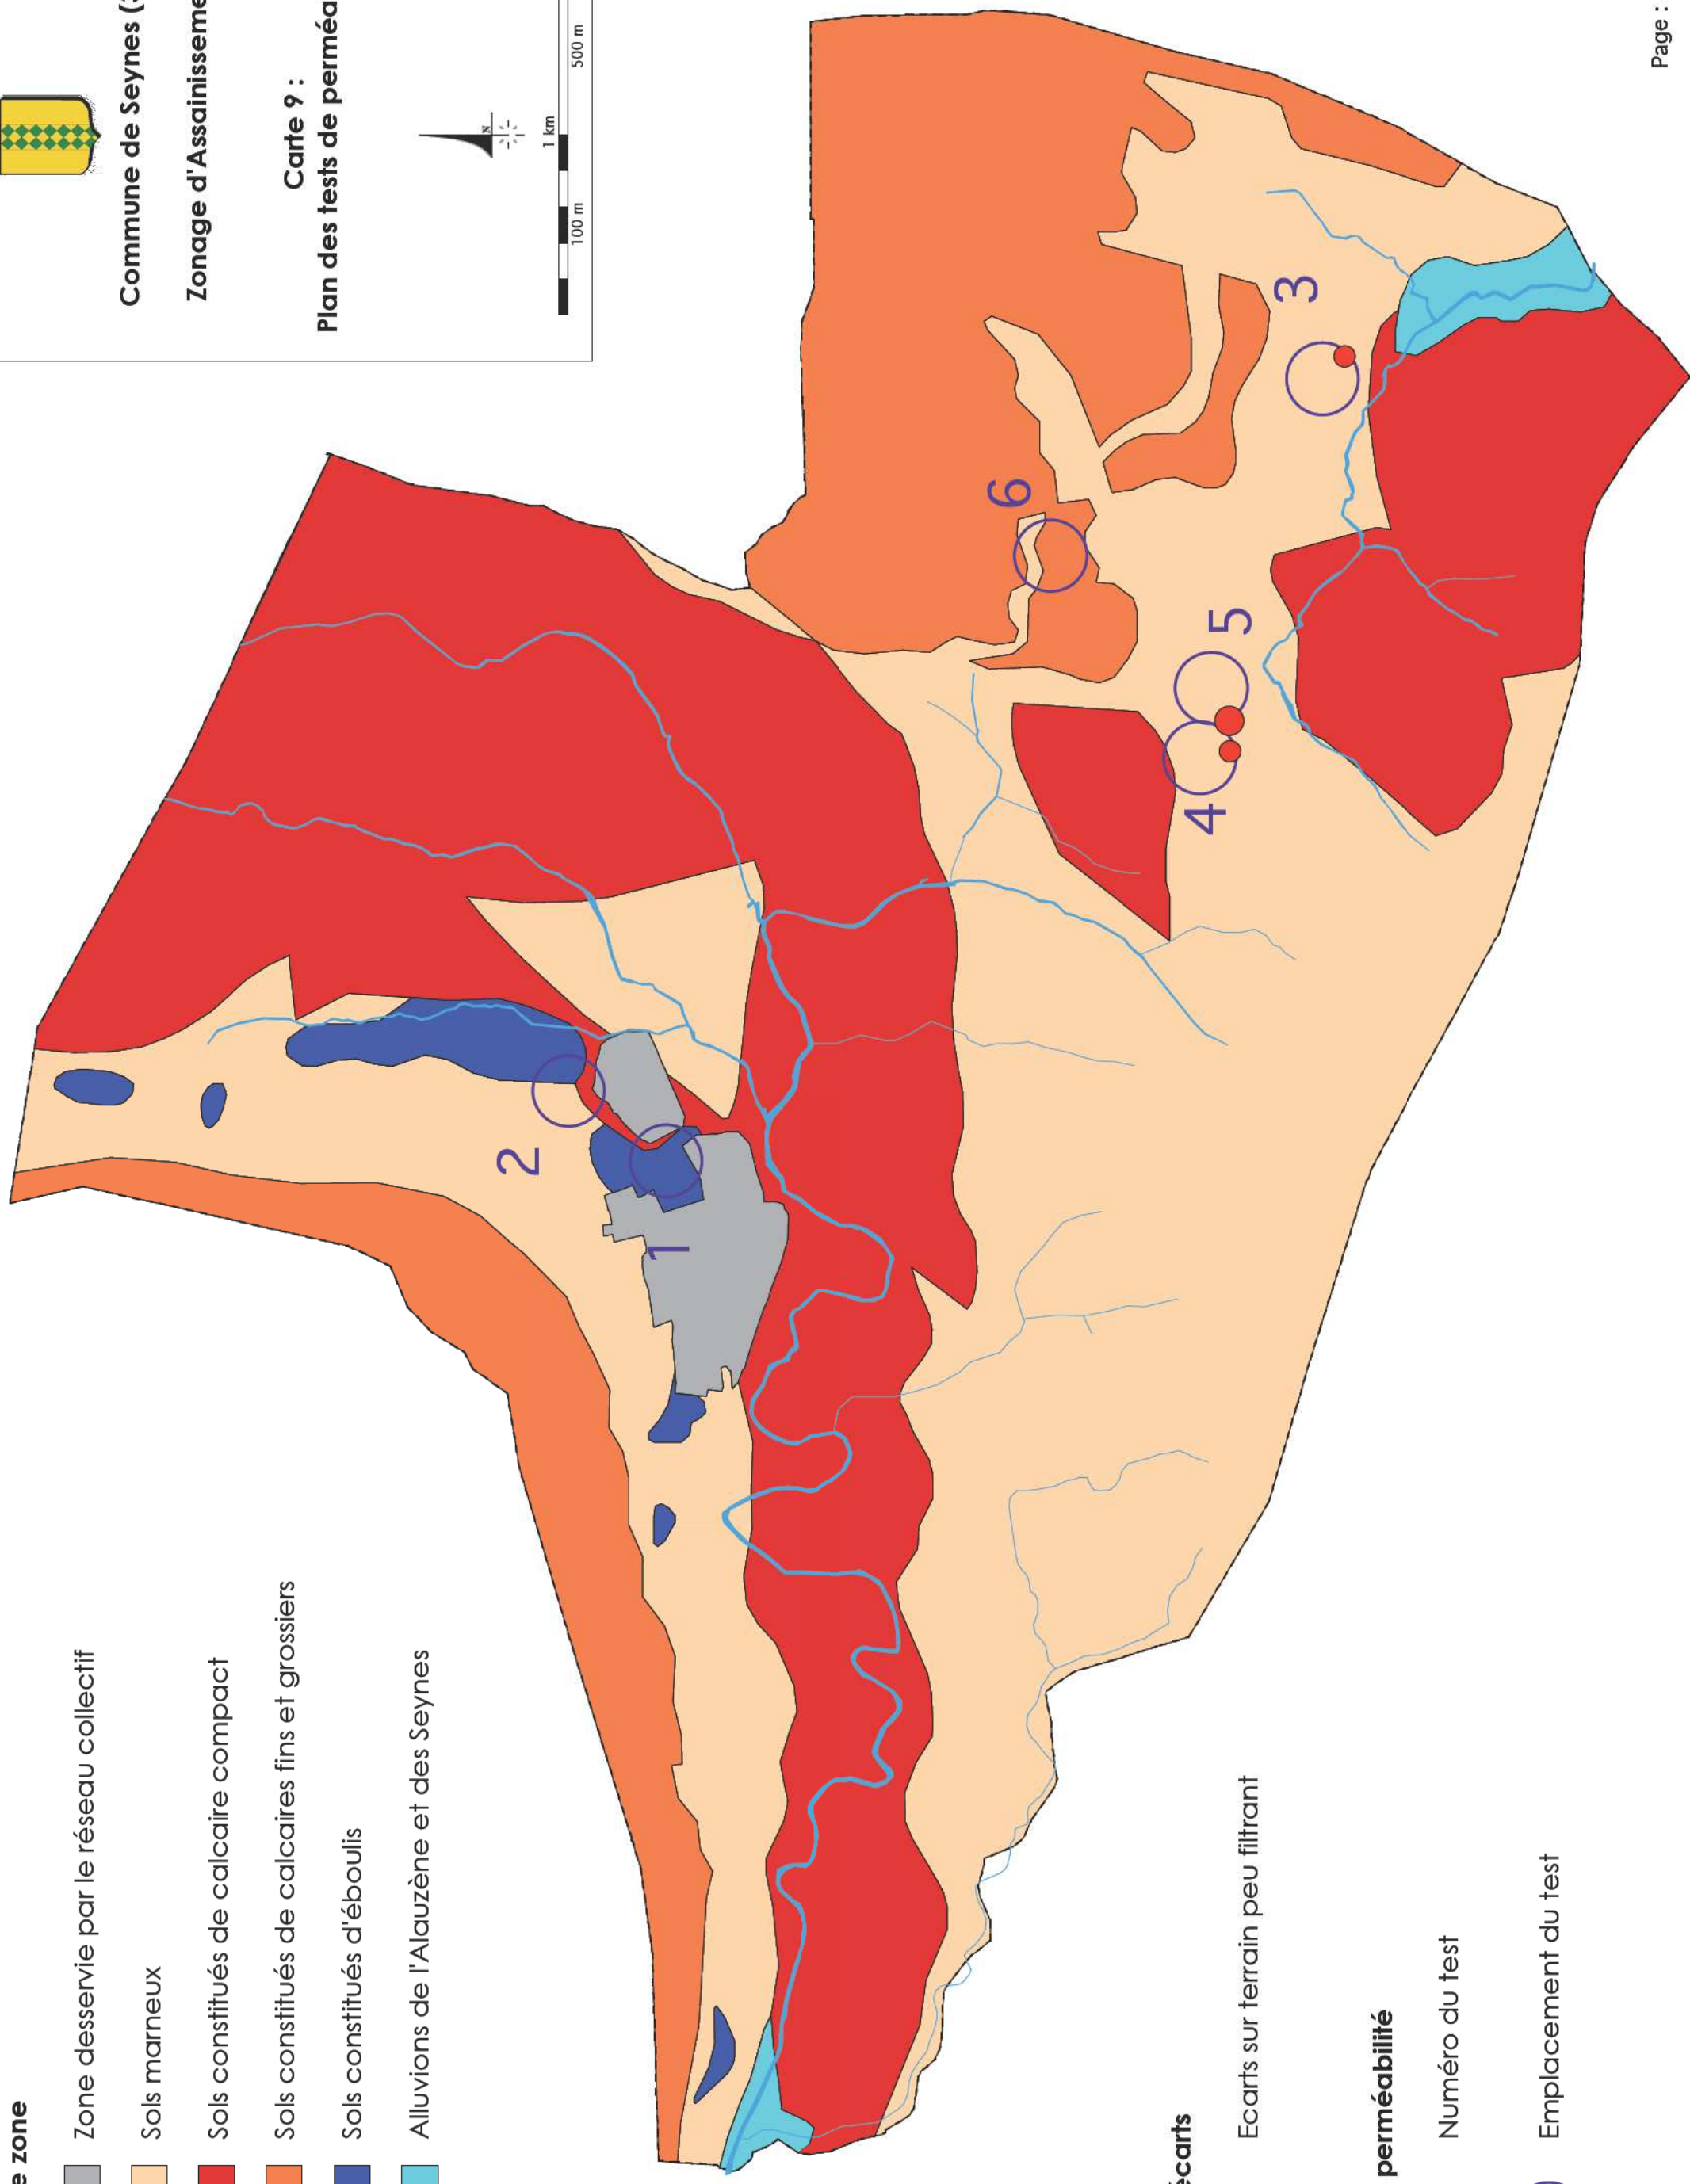 Commune de Seynes (3
Zonage d'Assainisseme
Carte 9 :
Plan des tests de perméa
N
1 km
100 m
500 m
e zone
Zone desservie par le réseau collectif
Sols marneux
Sols constitués de calcaire compact
Sols constitués de calcaires fins et grossiers
Sols constitués d'éboulis
Alluvions de l'Alauzène et des Seynes
2
1
6
5
4
3
écarts
Ecarts sur terrain peu filtrant
perméabilité
Numéro du test
Emplacement du test
Page :